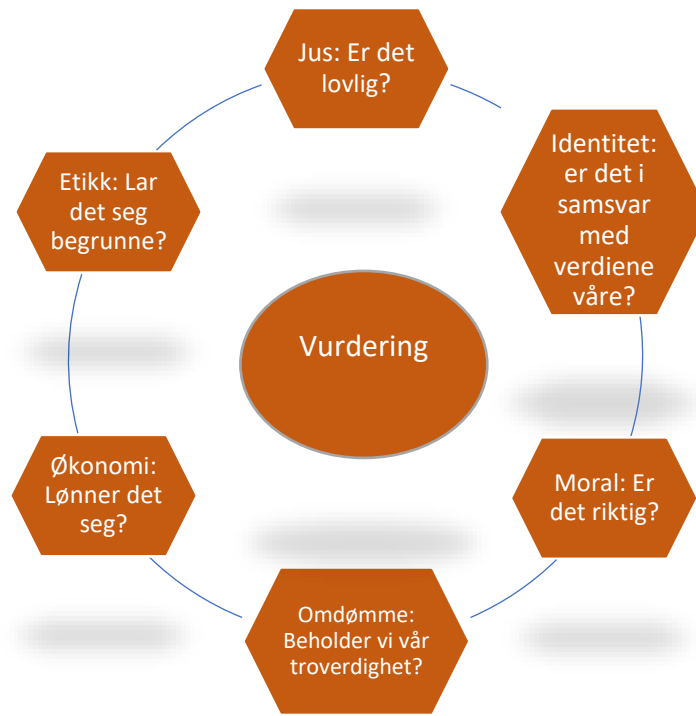 Jus: Er det
lovlig?
Identitet:
er det i
samsvar
med
verdiene
våre?
Moral: Er
det riktig?
Omdømme:
Beholder vi vår
troverdighet?
Økonomi:
Lønner det
seg?
Etikk: Lar
det seg
begrunne?
Vurdering